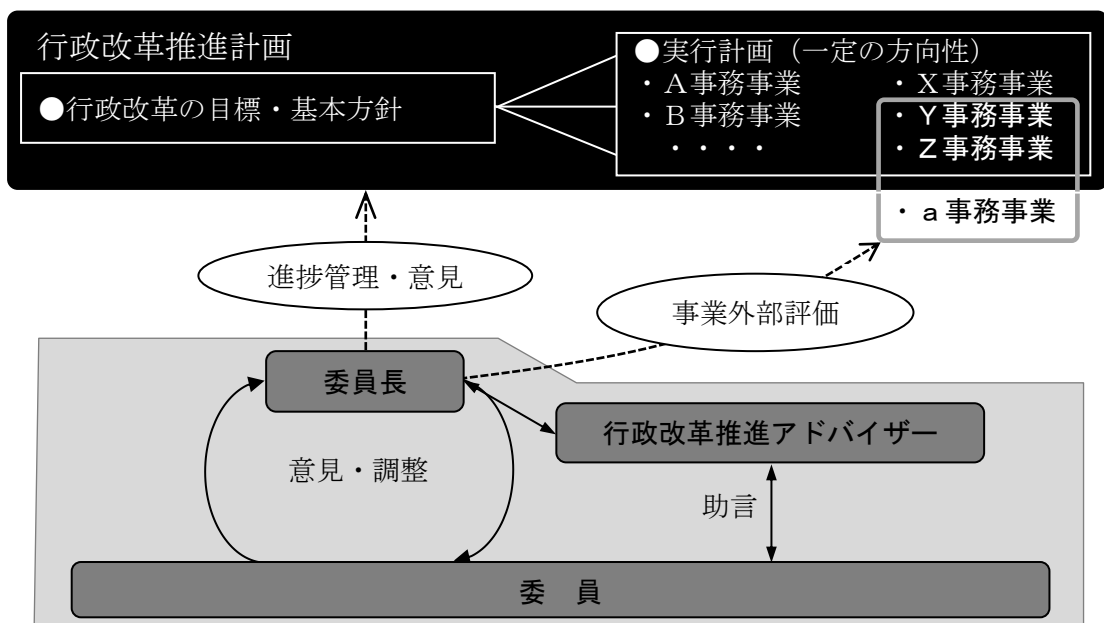 行政改革推進計画
●行政改革の目標・基本方針
●実行計画（一定の方向性）
・Ａ事務事業
・Ｘ事務事業
・Ｂ事務事業
・Ｙ事務事業
・・・・
・Ｚ事務事業
・ａ事務事業
進捗管理・意見
事業外部評価
委員長
行政改革推進アドバイザー
意見・調整
助言
委　員